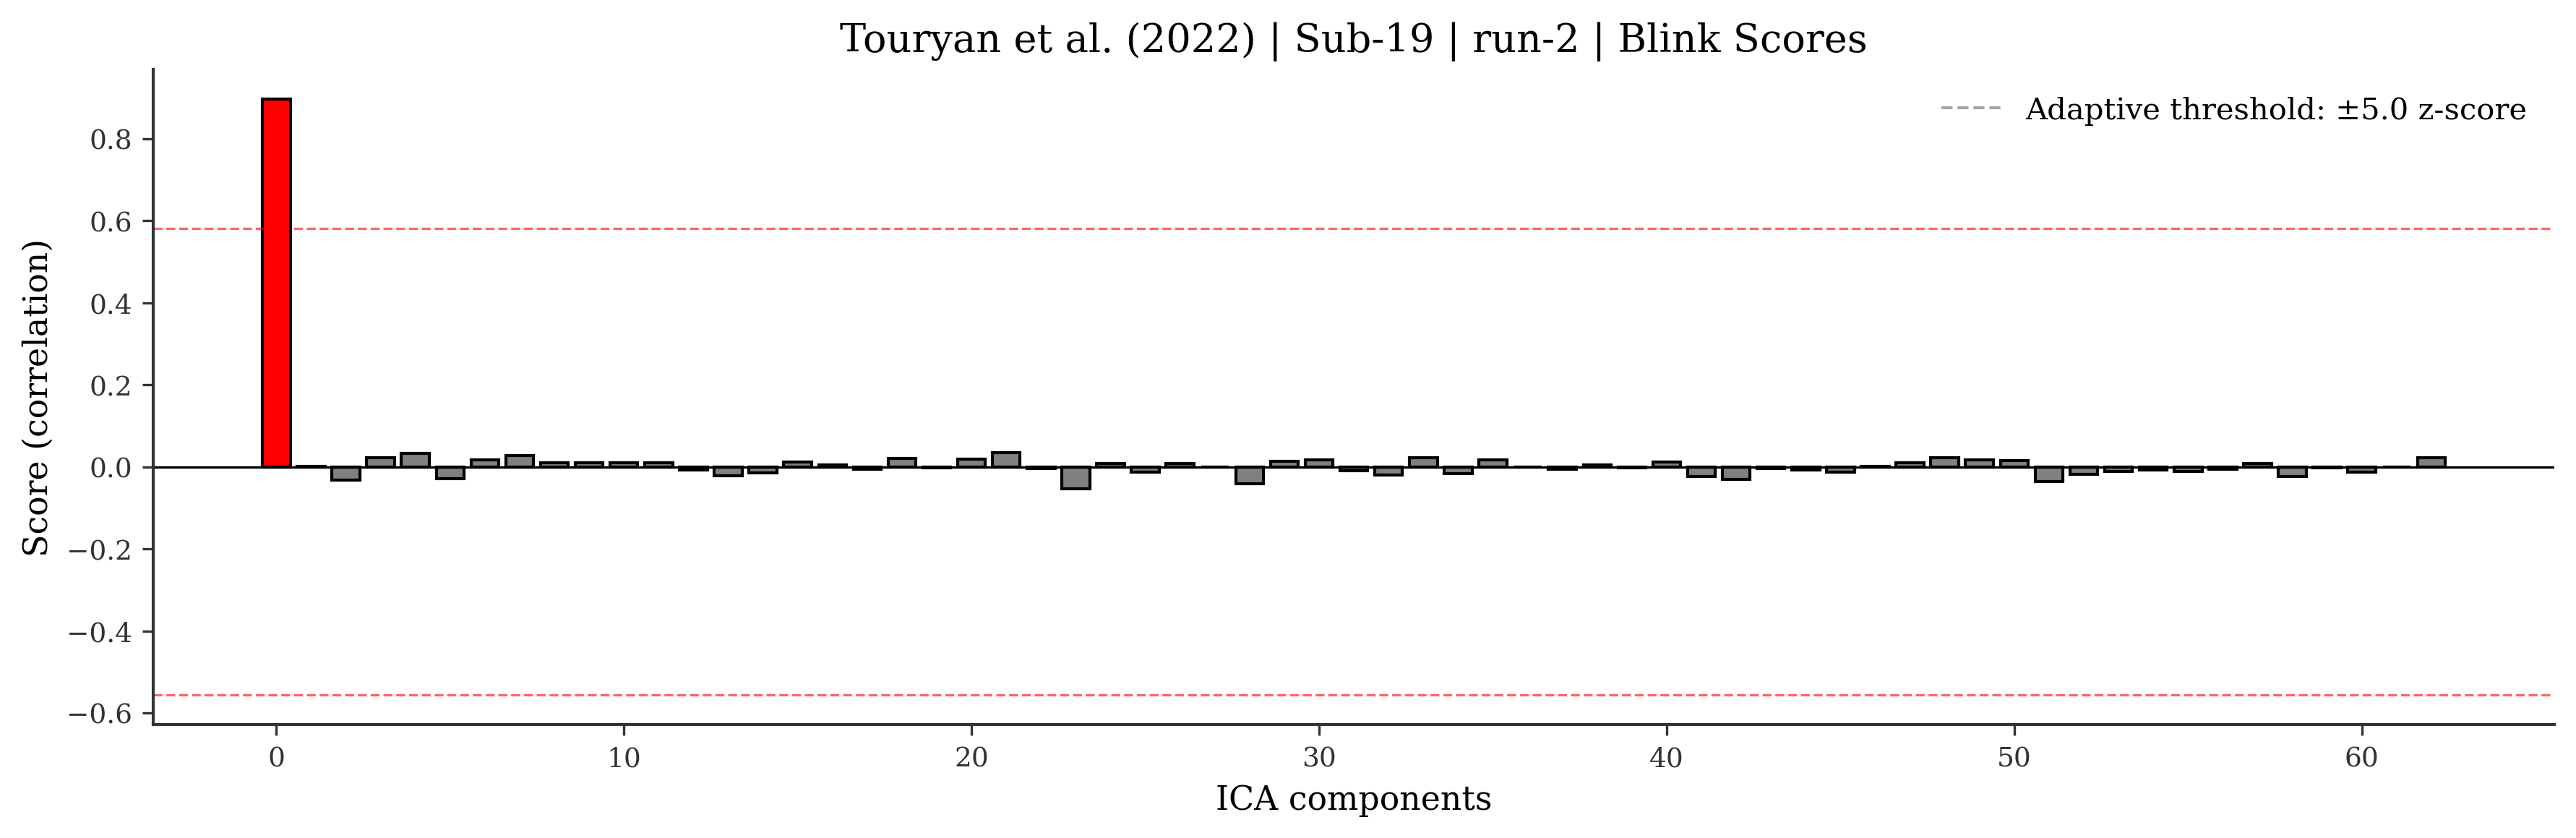 Touryan et al. (2022) | Sub-19 | run-2 | Blink Scores
Adaptive threshold: ±5.0 z-score
Score (correlation)
0.8
0.6
0.4
0.2
0.0
−0.2
−0.4
−0.6
0 10 20 30 40 50 60
ICA components